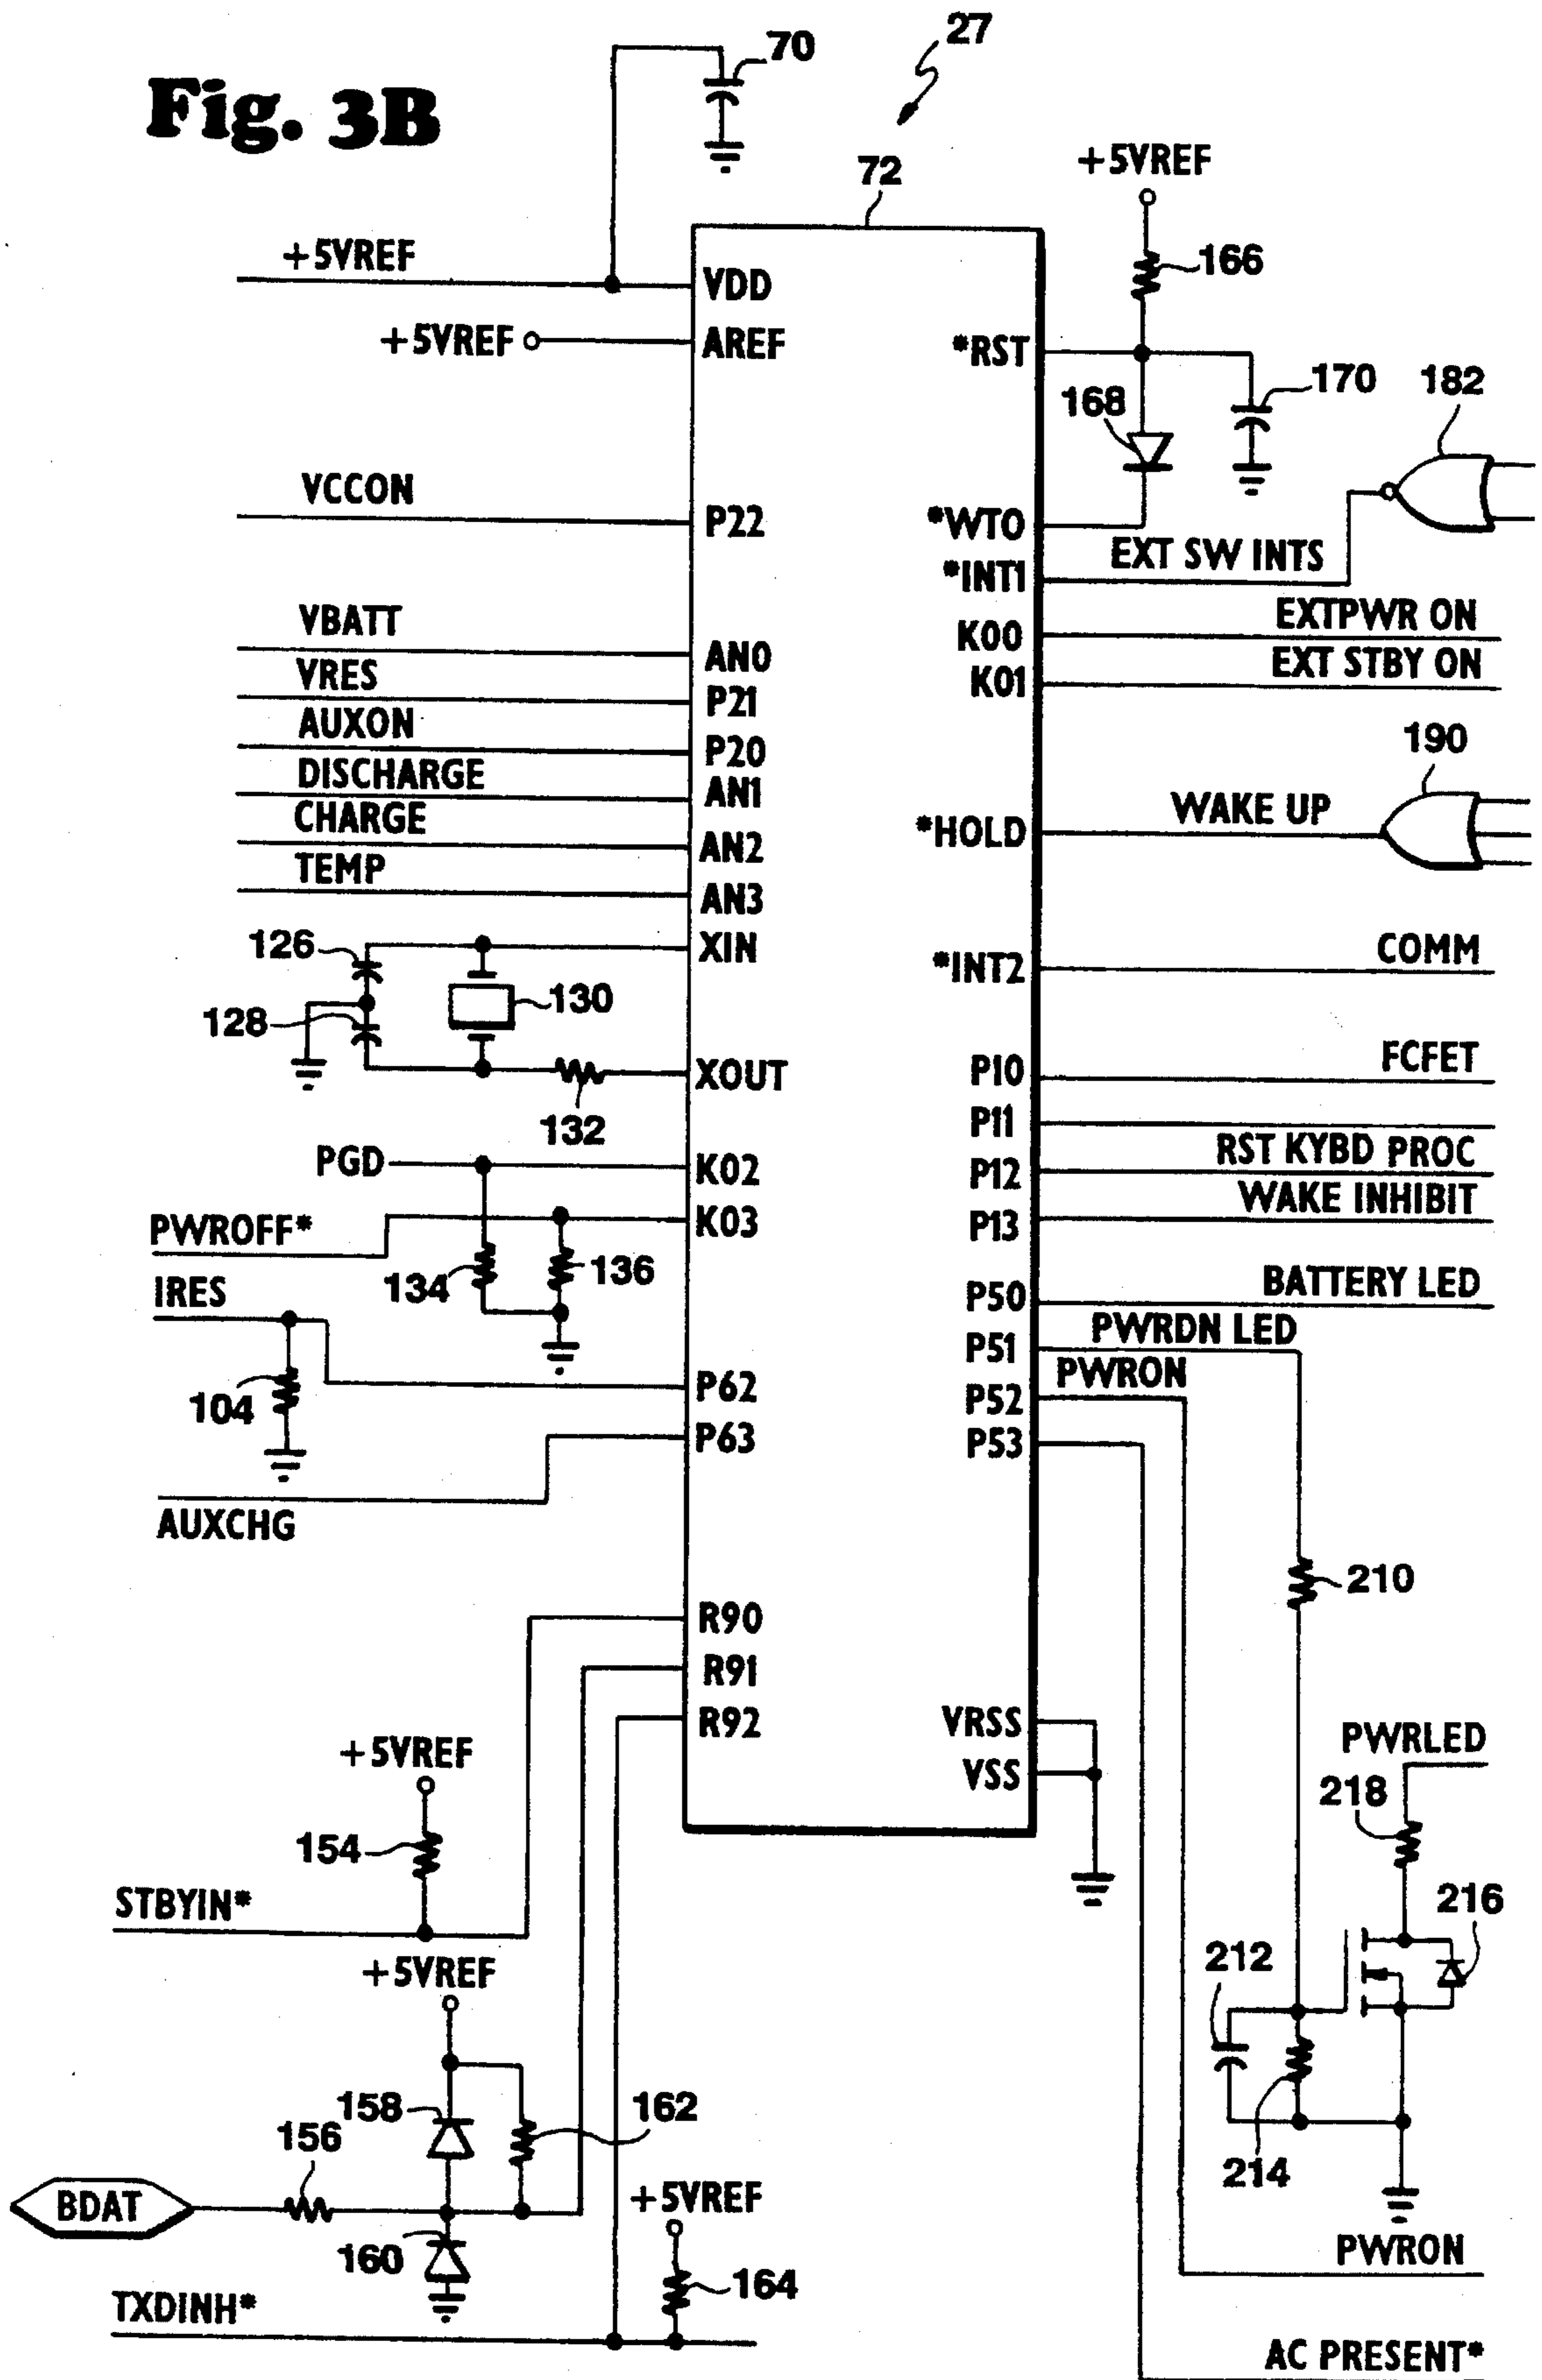 Fig. 3B
70
27
72
+5VREF
+5VREF
VDD
166
+5VREF
AREF
*RST
170
182
168
VCCON
P22
*WTO
EXT SW INTS
*INT1
VBATT
AN0
EXTPWR ON
K00
VRES
P21
EXT STBY ON
K01
AUXON
P20
190
DISCHARGE
AN1
WAKE UP
CHARGE
AN2
*HOLD
TEMP
AN3
126
XIN
COMM
*INT2
130
128
FCFET
XOUT
P10
132
P11
PGD
K02
RST KYBD PROC
P12
WAKE INHIBIT
PWROFF*
K03
P13
134
136
BATTERY LED
IRES
P50
PWRDN LED
P51
PWRON
104
P62
P52
P63
P53
AUXCHG
210
R90
R91
R92
VRSS
PWRLED
+5VREF
VSS
218
154
216
STBYIN*
212
+5VREF
158
162
156
214
+5VREF
BDAT
160
PWRON
164
TXDINH*
AC PRESENT*